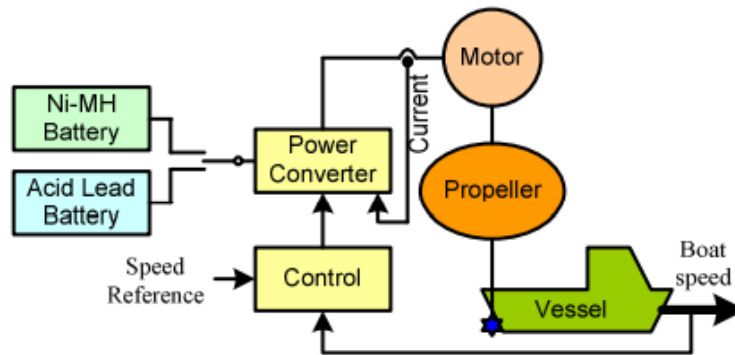 Ni-MH
Battery
Acid Lead
Battery
Power
Converter
Current
Motor
Propeller
Speed
Reference
Control
Vessel
Boat
speed